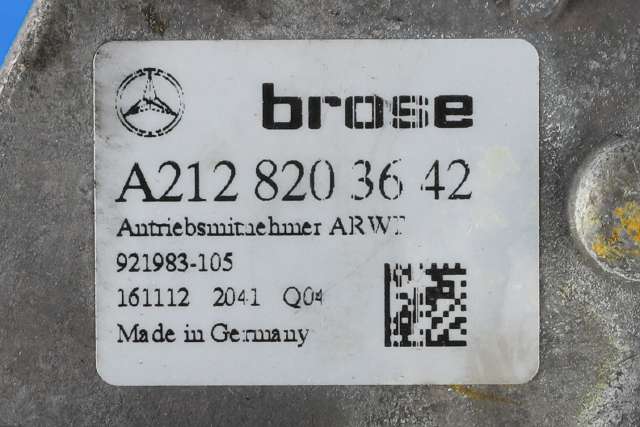 brose
A212 820 36 42
Antriebsmitnehmer ARWT
921983-105
161112 2041 Q04
Made in Germany